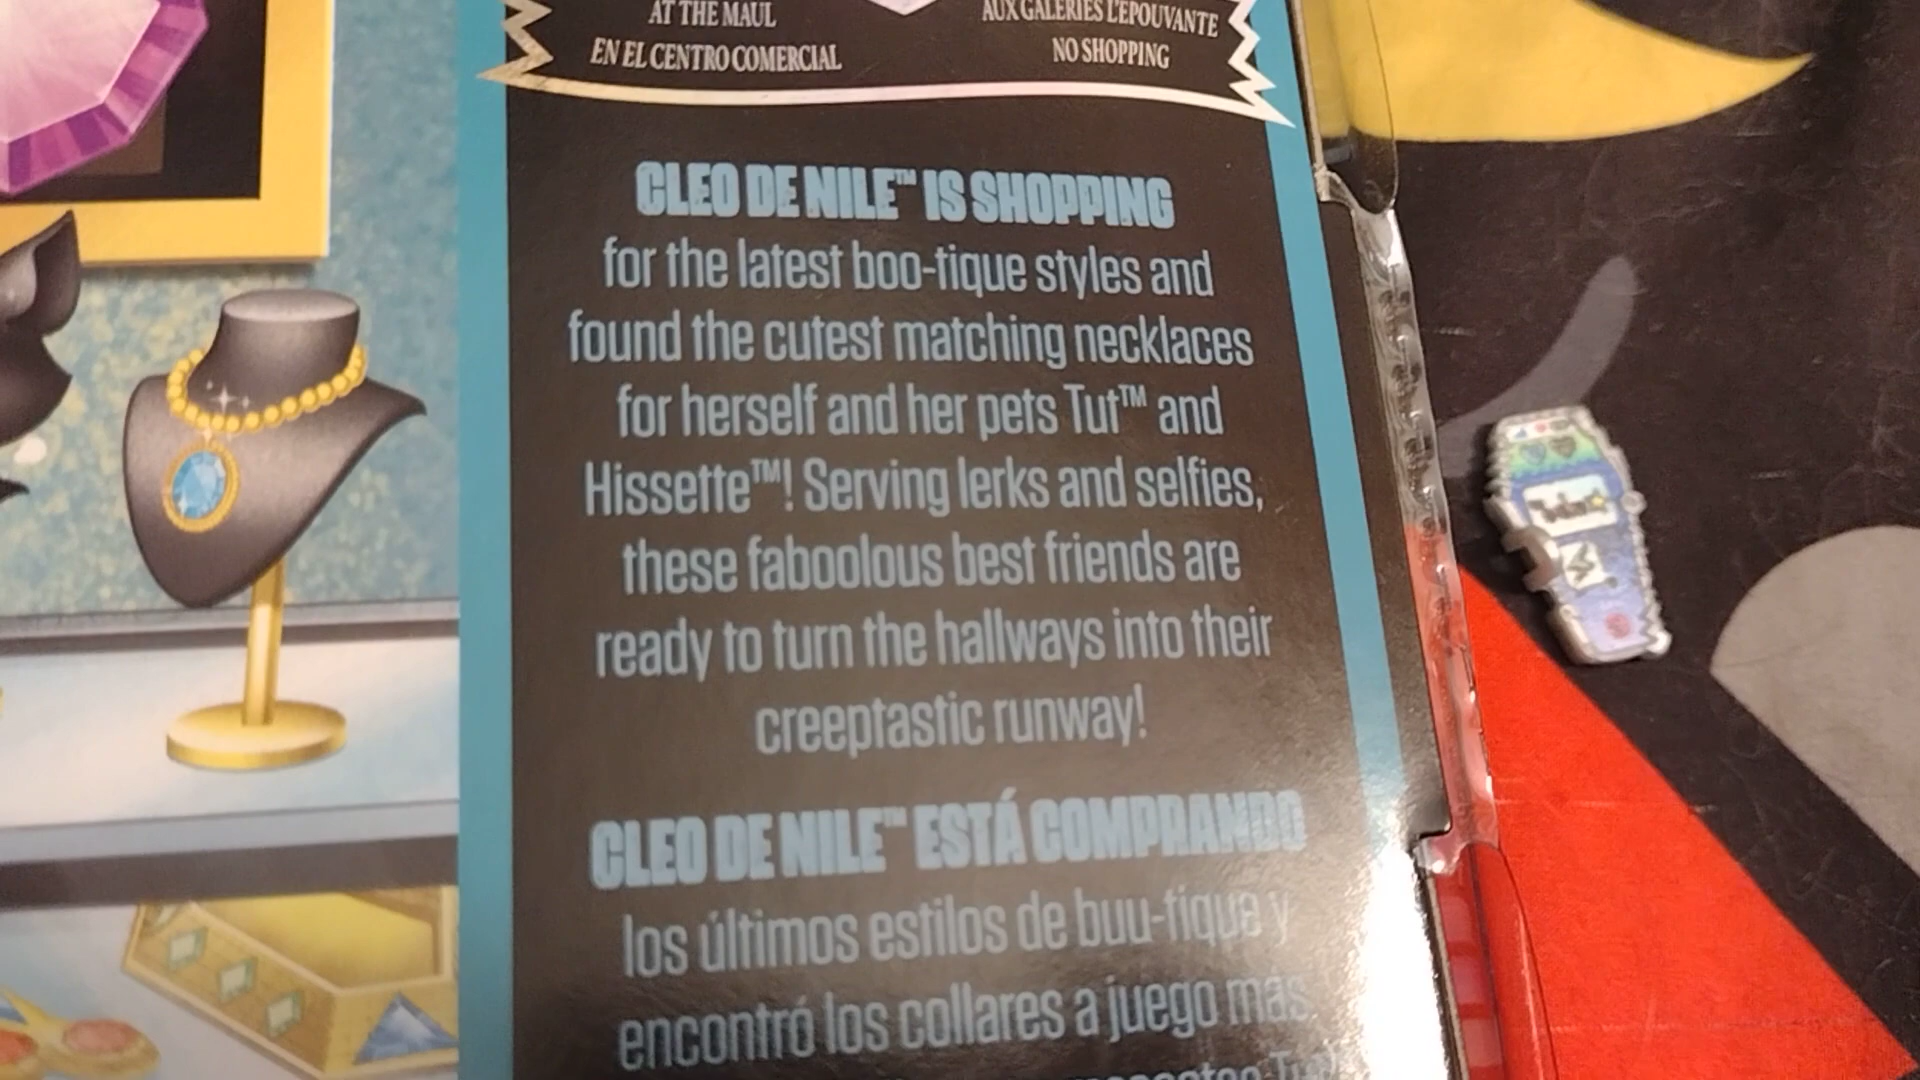 AT THE MAUL
EN EL CENTRO COMERCIAL
AUX GALERIES L'ÉPOUVANTE
NO SHOPPING
CLEO DE NILE™ IS SHOPPING
for the latest boo-tique styles and
found the cutest matching necklaces
for herself and her pets Tut™ and
Hissette™! Serving lerks and selfies,
these faboolous best friends are
ready to turn the hallways into their
creeptastic runway!
CLEO DE NILE™ ESTÁ COMPRANDO
los últimos estilos de buu-tique y
encontró los collares a juego más